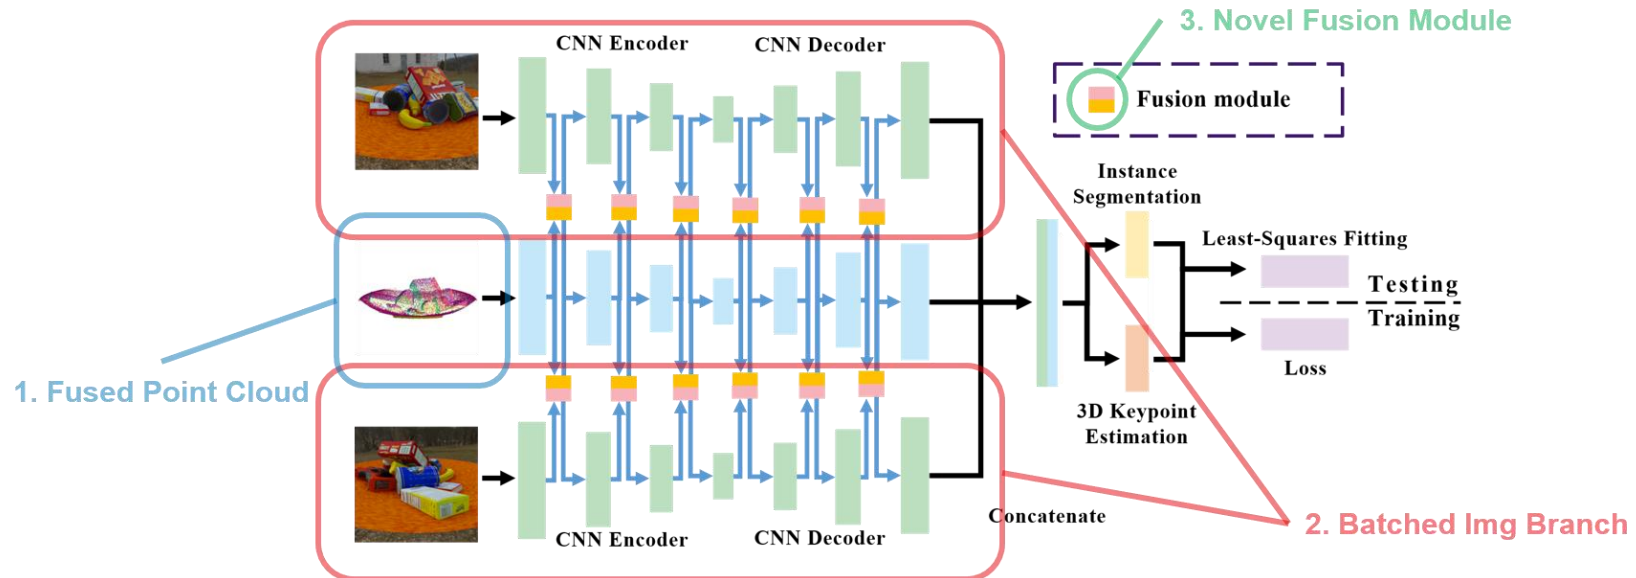 3. Novel Fusion Module
CNN Encoder
CNN Decoder
Fusion module
Instance
Segmentation
Least-Squares Fitting
Testing
Training
Loss
1. Fused Point Cloud
3D Keypoint
Estimation
Concatenate
2. Batched Img Branch
CNN Encoder
CNN Decoder